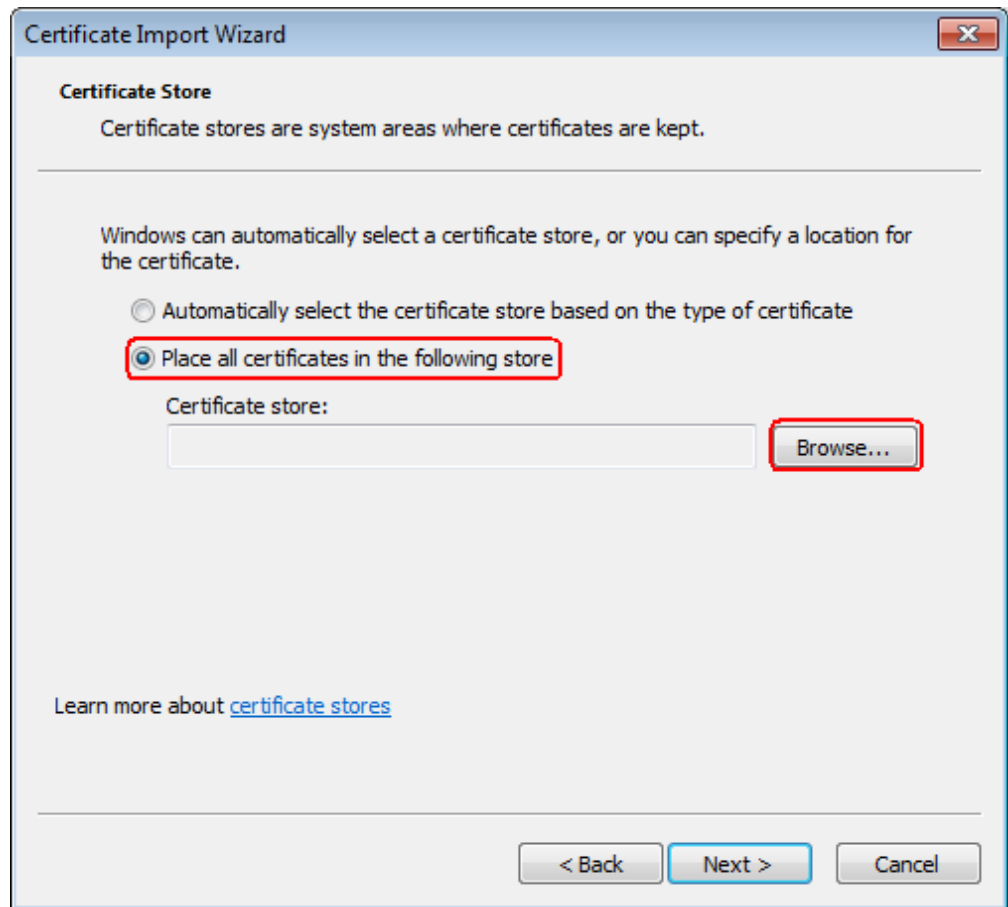 Certificate Import Wizard
Certificate Store
Certificate stores are system areas where certificates are kept.
Windows can automatically select a certificate store, or you can specify a location for
the certificate.
Automatically select the certificate store based on the type of certificate
Place all certificates in the following store
Certificate store:
Browse...
Learn more about certificate stores
< Back
Next >
Cancel